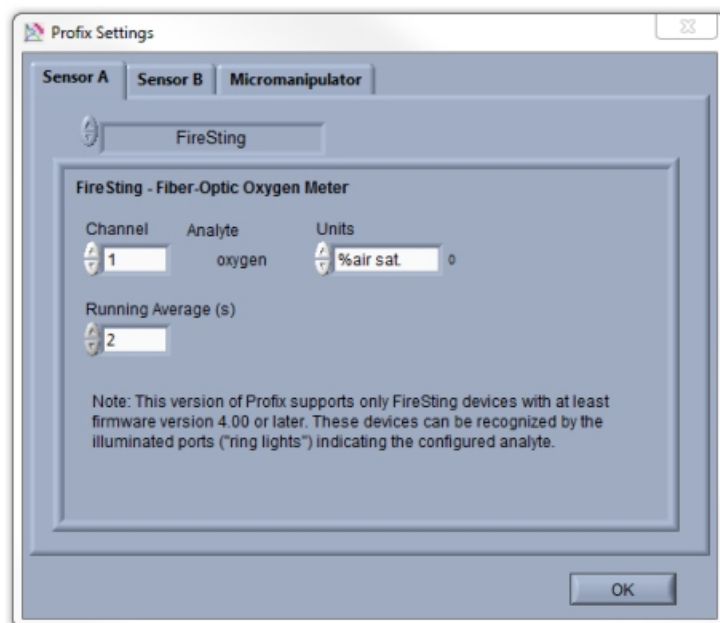 Profix Settings
Sensor A Sensor B Micromanipulator
FireSting
FireSting - Fiber-Optic Oxygen Meter
Channel Analyte Units
1 oxygen %air sat. 0
Running Average (s)
2
Note: This version of Profix supports only FireSting devices with at least
firmware version 4.00 or later. These devices can be recognized by the
illuminated ports ("ring lights") indicating the configured analyte.
OK